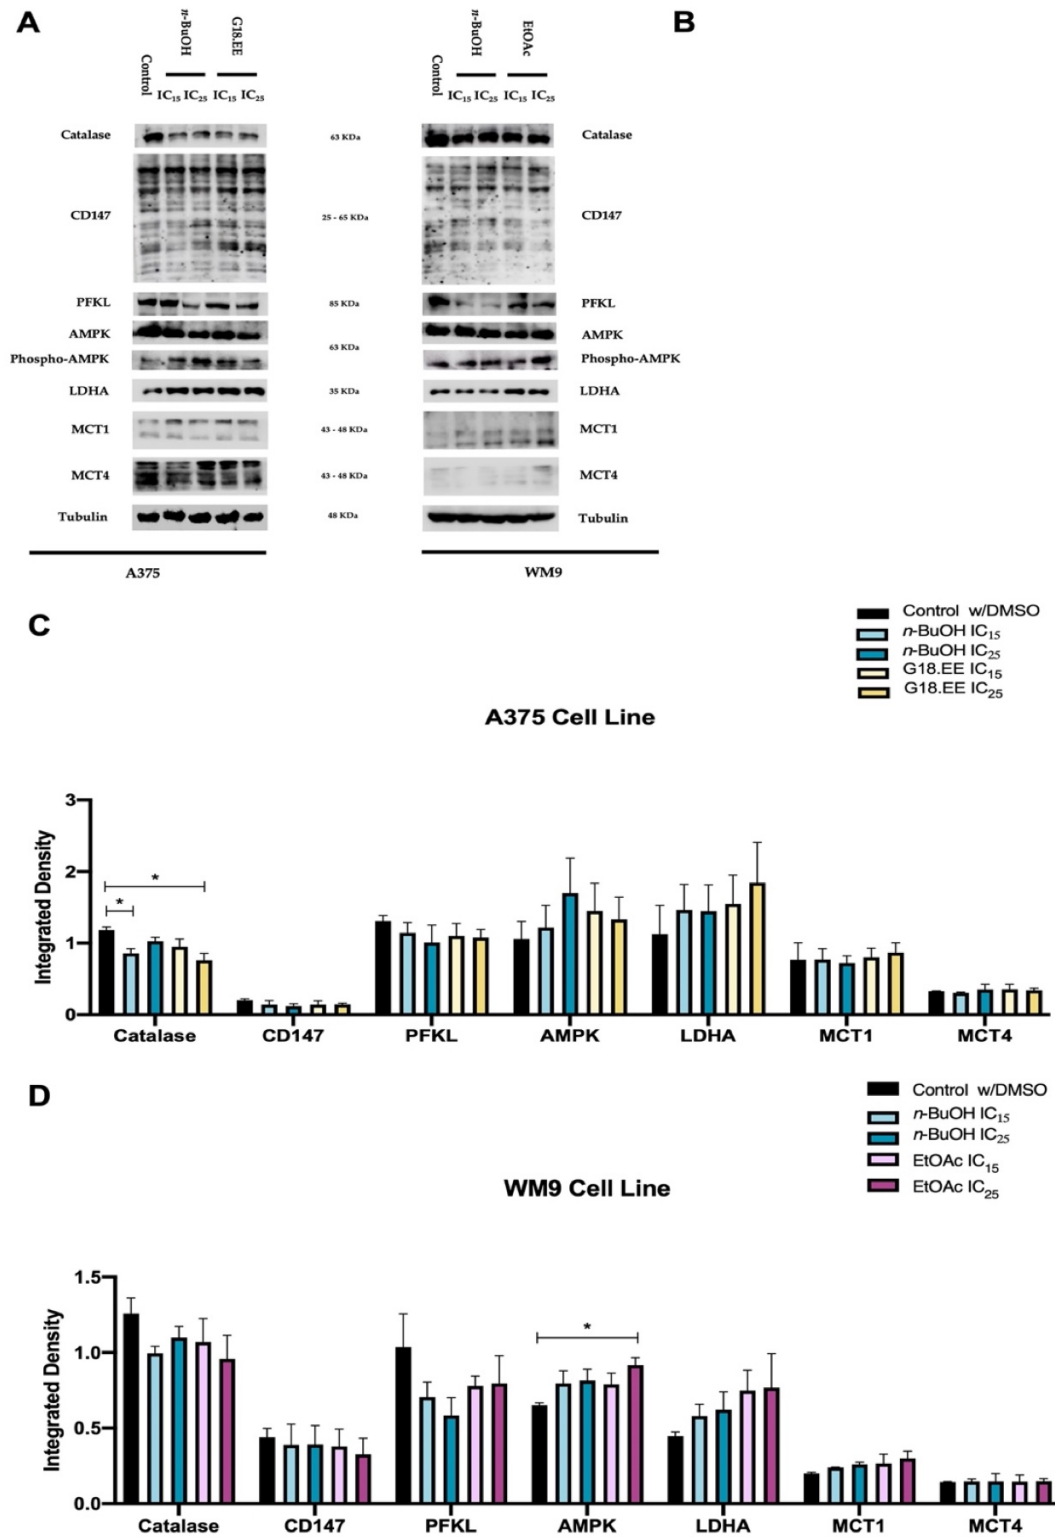 A
B
Control
n-BuOH
G18.EE
IC15 IC25 IC15 IC25
Control
n-BuOH
EtOAc
IC15 IC25 IC15 IC25
Catalase 63 KDa Catalase
CD147 25 - 65 KDa CD147
PFKL 85 KDa PFKL
AMPK AMPK
63 KDa
Phospho-AMPK Phospho-AMPK
LDHA 35 KDa LDHA
MCT1 43 - 48 KDa MCT1
MCT4 43 - 48 KDa MCT4
Tubulin 48 KDa Tubulin
A375 WM9
C
Control w/DMSO
n-BuOH IC15
n-BuOH IC25
G18.EE IC15
G18.EE IC25
A375 Cell Line
Integrated Density
3
2
1
0
*
*
Catalase CD147 PFKL AMPK LDHA MCT1 MCT4
D
Control w/DMSO
n-BuOH IC15
n-BuOH IC25
EtOAc IC15
EtOAc IC25
WM9 Cell Line
Integrated Density
1.5
1.0
0.5
0.0
*
Catalase CD147 PFKL AMPK LDHA MCT1 MCT4